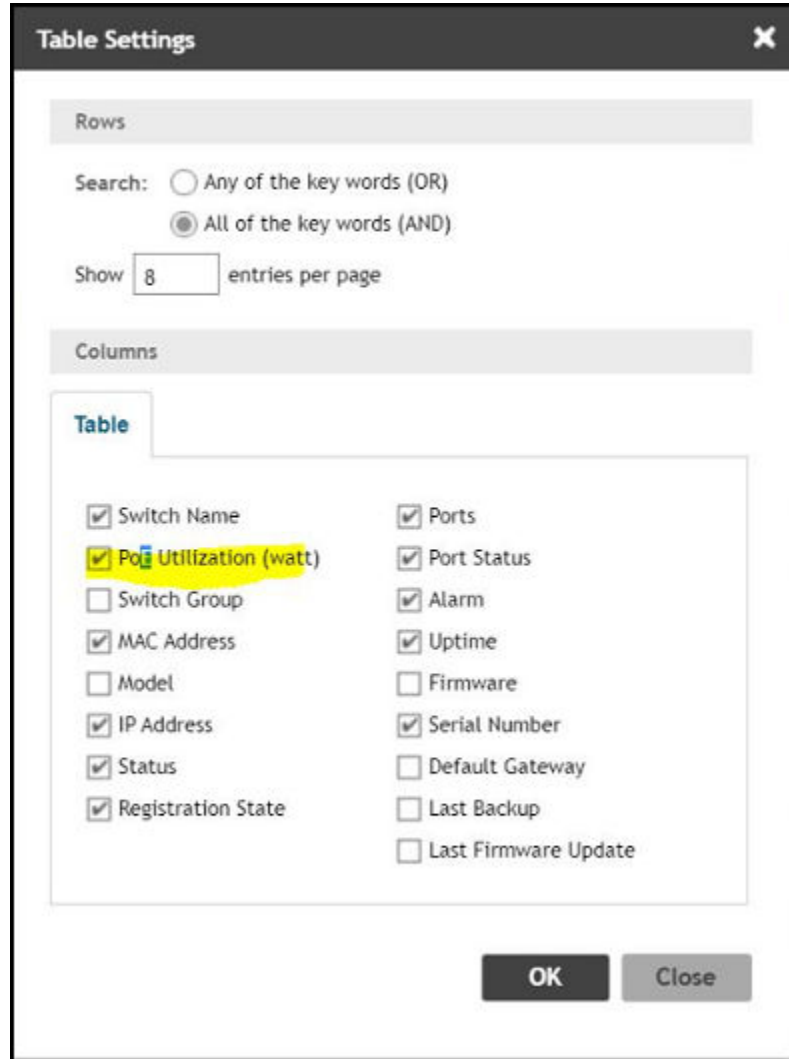 Table Settings
Rows
Search: Any of the key words (OR)
All of the key words (AND)
Show 8 entries per page
Columns
Table
Switch Name
PoE Utilization (watt)
Switch Group
MAC Address
Model
IP Address
Status
Registration State
Ports
Port Status
Alarm
Uptime
Firmware
Serial Number
Default Gateway
Last Backup
Last Firmware Update
OK Close